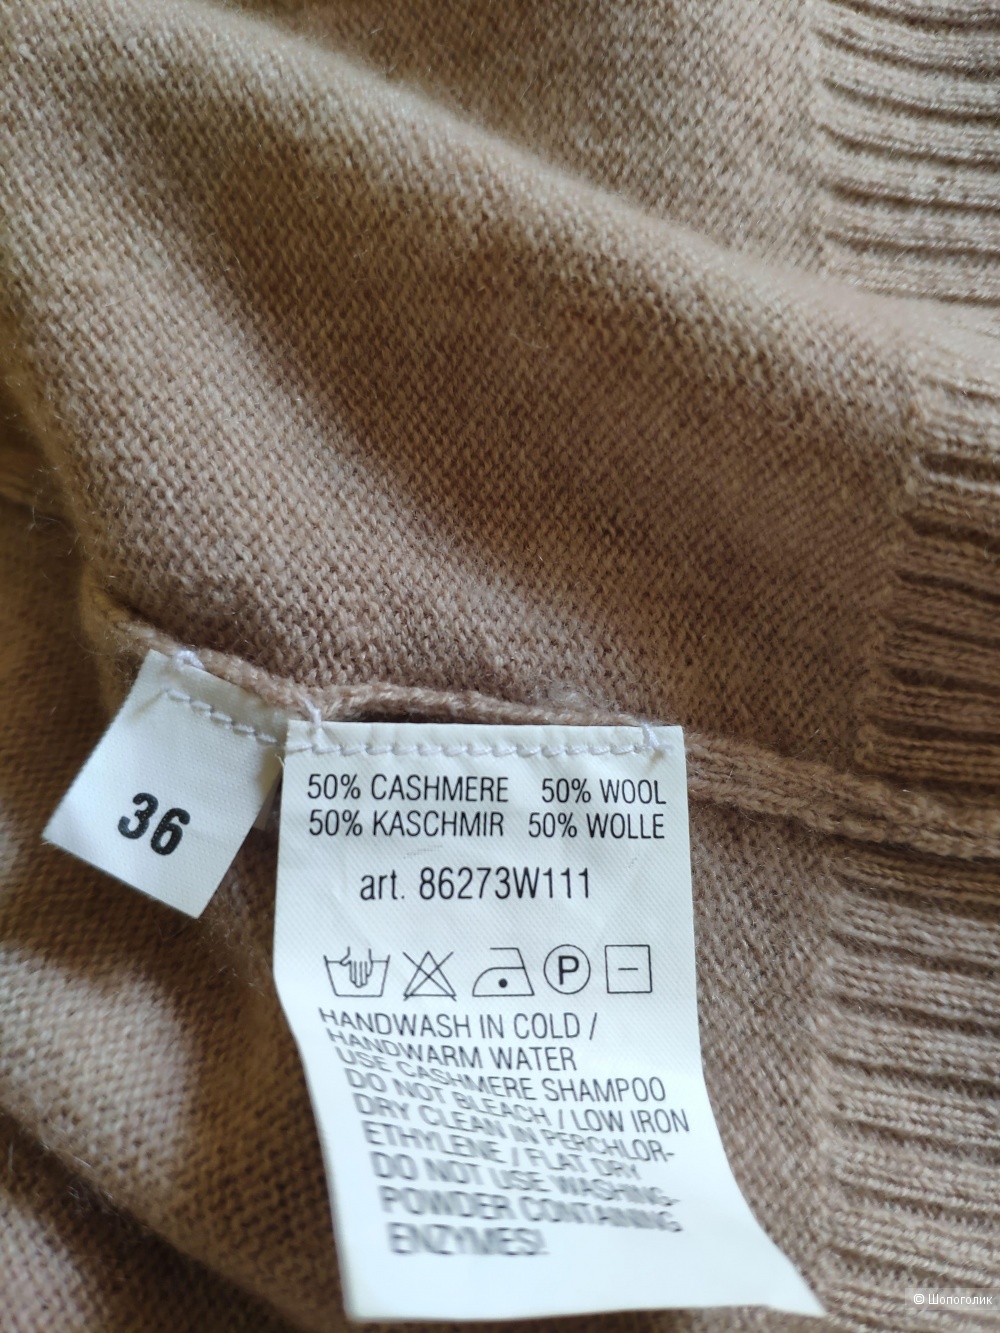 36
50% CASHMERE 50% WOOL
50% KASCHMIR 50% WOLLE
art. 86273W111
P
HANDWASH IN COLD /
HANDWARM WATER
USE CASHMERE SHAMPOO
DO NOT BLEACH / LOW IRON
DRY CLEAN IN PERCHLOR-
ETHYLENE / FLAT DRY
DO NOT USE WASHING-
POWDER CONTAINING
ENZYMES!
© Шопоголик